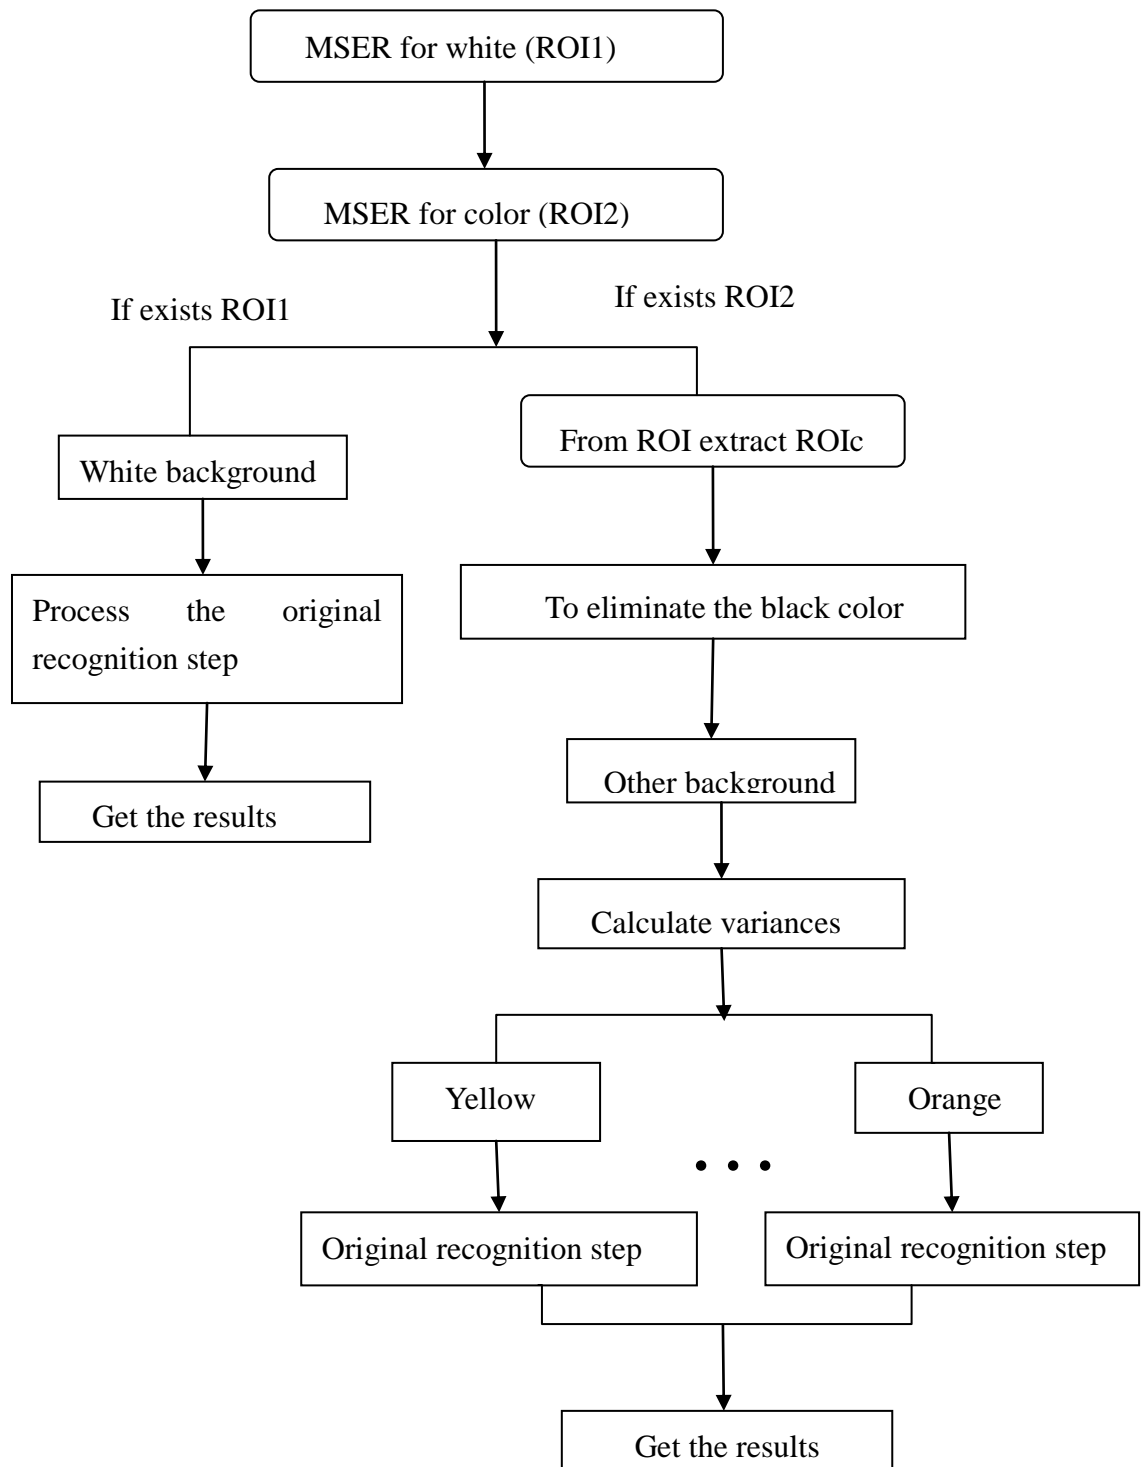 MSER for white (ROI1)
MSER for color (ROI2)
If exists ROI1
If exists ROI2
White background
From ROI extract ROIc
Process the original
recognition step
To eliminate the black color
Get the results
Other background
Calculate variances
Yellow
Orange
• • •
Original recognition step
Original recognition step
Get the results